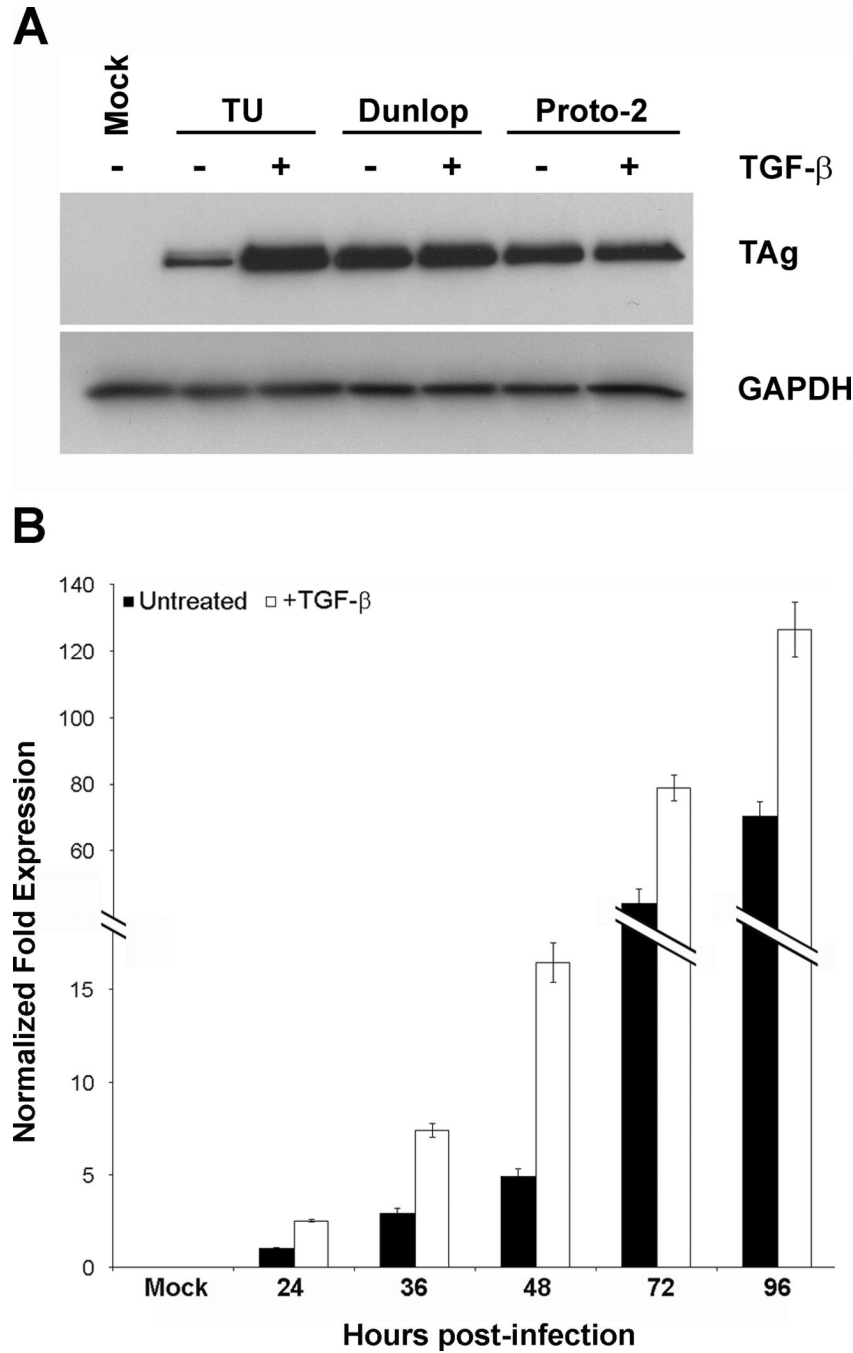 A
Mock
TU Dunlop Proto-2
- - + - + - + TGF-β
TAg
GAPDH
B
140
120
100
80
60
15
10
5
0
Normalized Fold Expression
Untreated +TGF-β
Mock 24 36 48 72 96
Hours post-infection